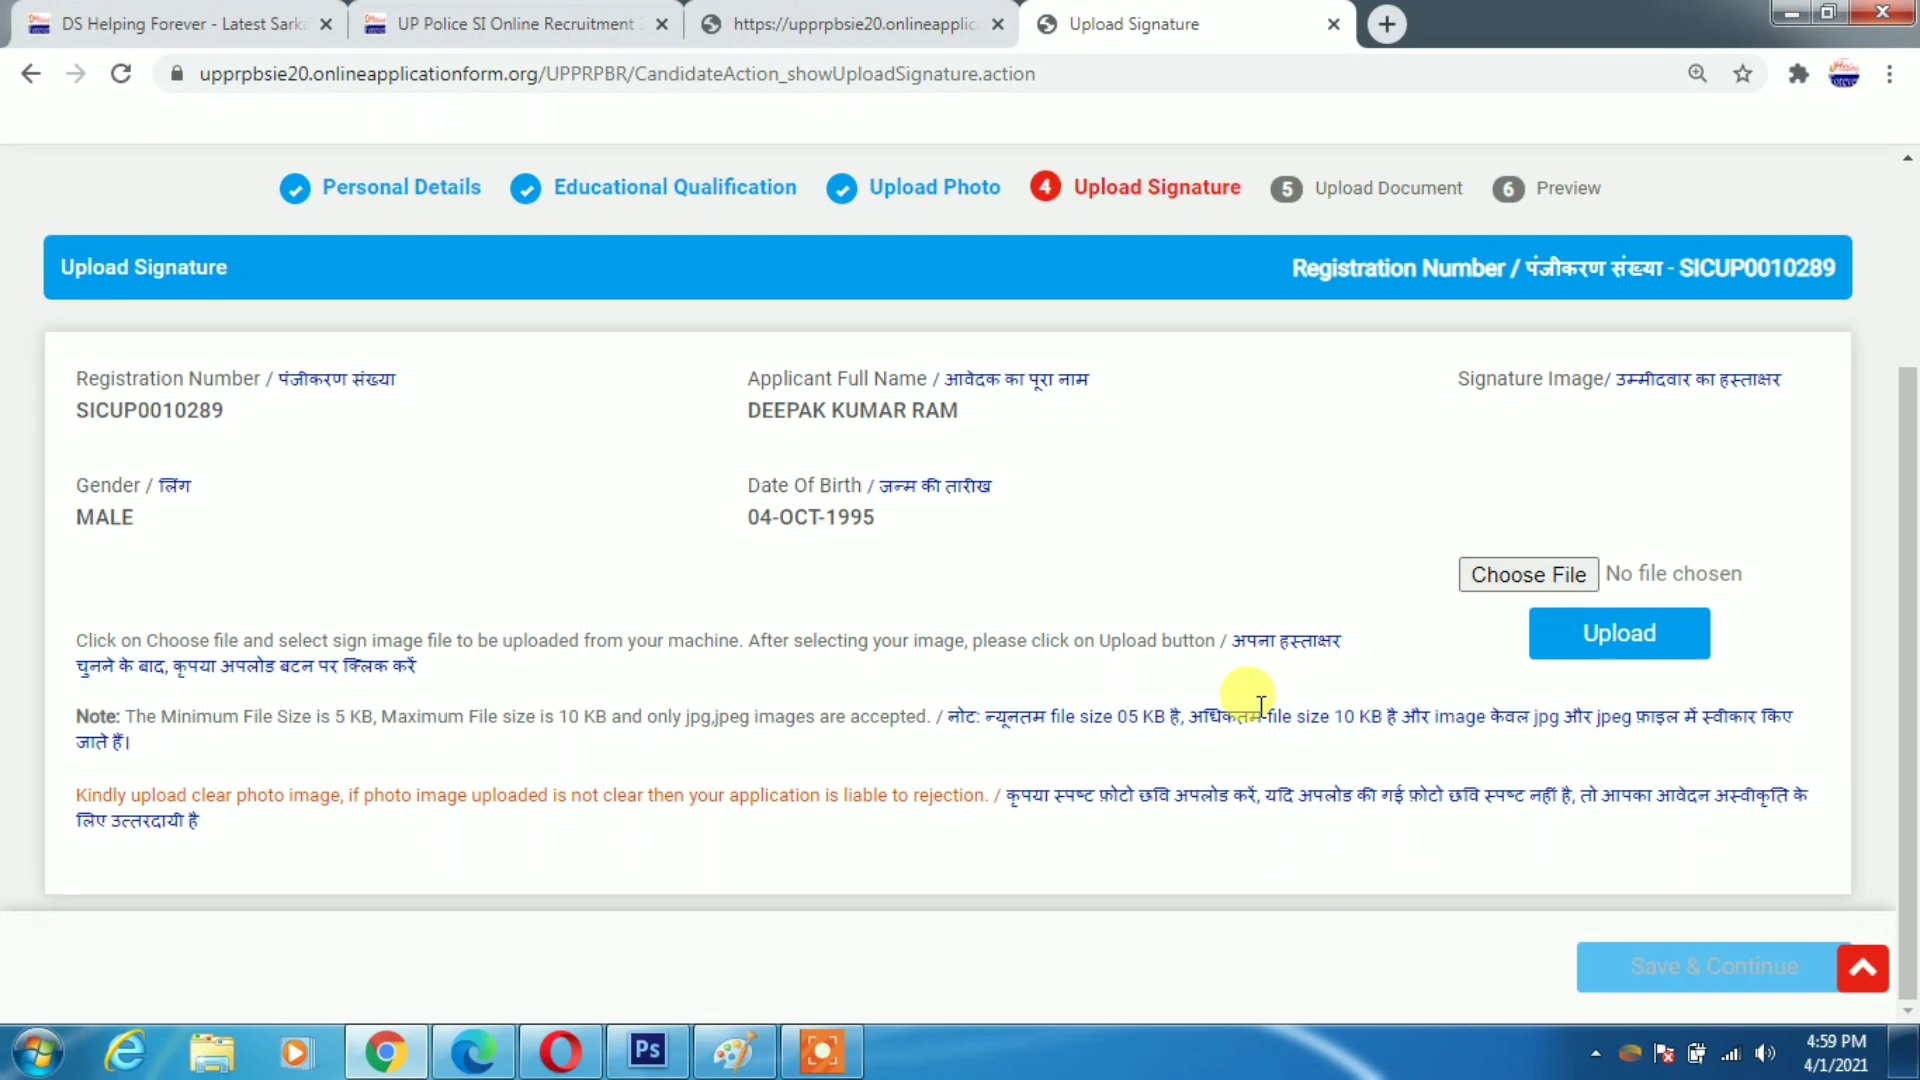 DS Helping Forever - Latest Sarka
UP Police SI Online Recruitment 2
https://upprpbsie20.onlineapplic
Upload Signature
upprpbsie20.onlineapplicationform.org/UPPRPBR/CandidateAction_showUploadSignature.action
Personal Details
Educational Qualification
Upload Photo
4 Upload Signature
5 Upload Document
6 Preview
Upload Signature
Registration Number / पंजीकरण संख्या - SICUP0010289
Registration Number / पंजीकरण संख्या
SICUP0010289
Applicant Full Name / आवेदक का पूरा नाम
DEEPAK KUMAR RAM
Signature Image/ उम्मीदवार का हस्ताक्षर
Gender / लिंग
MALE
Date Of Birth / जन्म की तारीख
04-OCT-1995
Choose File No file chosen
Upload
Click on Choose file and select sign image file to be uploaded from your machine. After selecting your image, please click on Upload button / अपना हस्ताक्षर
चुनने के बाद, कृपया अपलोड बटन पर क्लिक करें
Note: The Minimum File Size is 5 KB, Maximum File size is 10 KB and only jpg,jpeg images are accepted. / नोट: न्यूनतम file size 05 KB है, अधिकतम file size 10 KB है और image केवल jpg और jpeg फ़ाइल में स्वीकार किए
जाते हैं।
Kindly upload clear photo image, if photo image uploaded is not clear then your application is liable to rejection. / कृपया स्पष्ट फ़ोटो छवि अपलोड करें, यदि अपलोड की गई फ़ोटो छवि स्पष्ट नहीं है, तो आपका आवेदन अस्वीकृति के
लिए उत्तरदायी है
Save & Continue
Ps
4:59 PM
4/1/2021